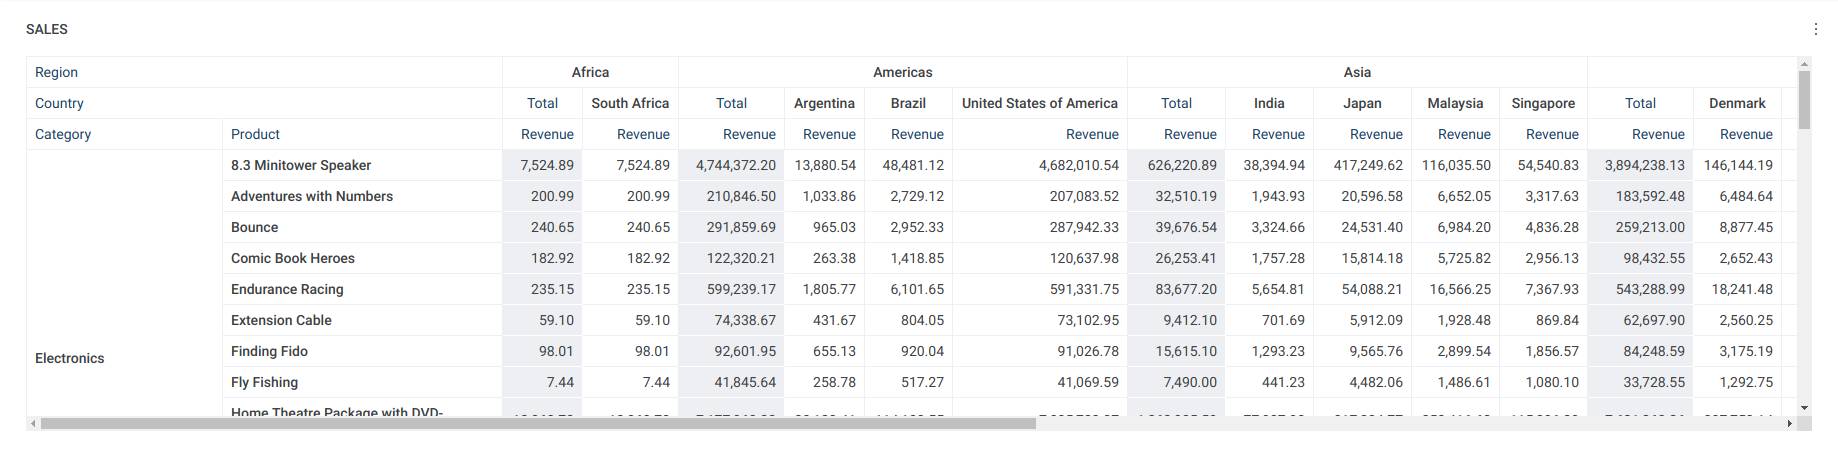 SALES
Region Africa Americas Asia
Country Total South Africa Total Argentina Brazil United States of America Total India Japan Malaysia Singapore Total Denmark
Category Product Revenue Revenue Revenue Revenue Revenue Revenue Revenue Revenue Revenue Revenue Revenue Revenue Revenue
8.3 Minitower Speaker 7,524.89 7,524.89 4,744,372.20 13,880.54 48,481.12 4,682,010.54 626,220.89 38,394.94 417,249.62 116,035.50 54,540.83 3,894,238.13 146,144.19
Adventures with Numbers 200.99 200.99 210,846.50 1,033.86 2,729.12 207,083.52 32,510.19 1,943.93 20,596.58 6,652.05 3,317.63 183,592.48 6,484.64
Bounce 240.65 240.65 291,859.69 965.03 2,952.33 287,942.33 39,676.54 3,324.66 24,531.40 6,984.20 4,836.28 259,213.00 8,877.45
Comic Book Heroes 182.92 182.92 122,320.21 263.38 1,418.85 120,637.98 26,253.41 1,757.28 15,814.18 5,725.82 2,956.13 98,432.55 2,652.43
Endurance Racing 235.15 235.15 599,239.17 1,805.77 6,101.65 591,331.75 83,677.20 5,654.81 54,088.21 16,566.25 7,367.93 543,288.99 18,241.48
Extension Cable 59.10 59.10 74,338.67 431.67 804.05 73,102.95 9,412.10 701.69 5,912.09 1,928.48 869.84 62,697.90 2,560.25
Electronics Finding Fido 98.01 98.01 92,601.95 655.13 920.04 91,026.78 15,615.10 1,293.23 9,565.76 2,899.54 1,856.57 84,248.59 3,175.19
Fly Fishing 7.44 7.44 41,845.64 258.78 517.27 41,069.59 7,490.00 441.23 4,482.06 1,486.61 1,080.10 33,728.55 1,292.75
Home Theatre Package with DVD-